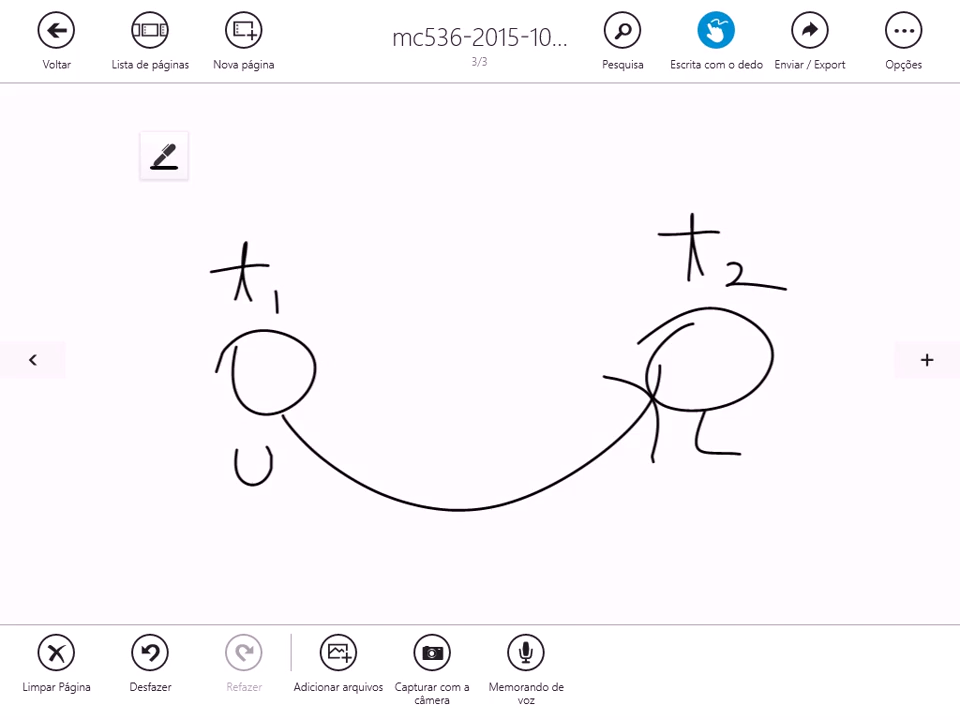 Voltar
Lista de páginas
Nova página
mc536-2015-10...
3/3
Pesquisa
Escrita com o dedo
Enviar / Export
Opções
t1
t2
U
L
Limpar Página
Desfazer
Refazer
Adicionar arquivos
Capturar com a
câmera
Memorando de
voz